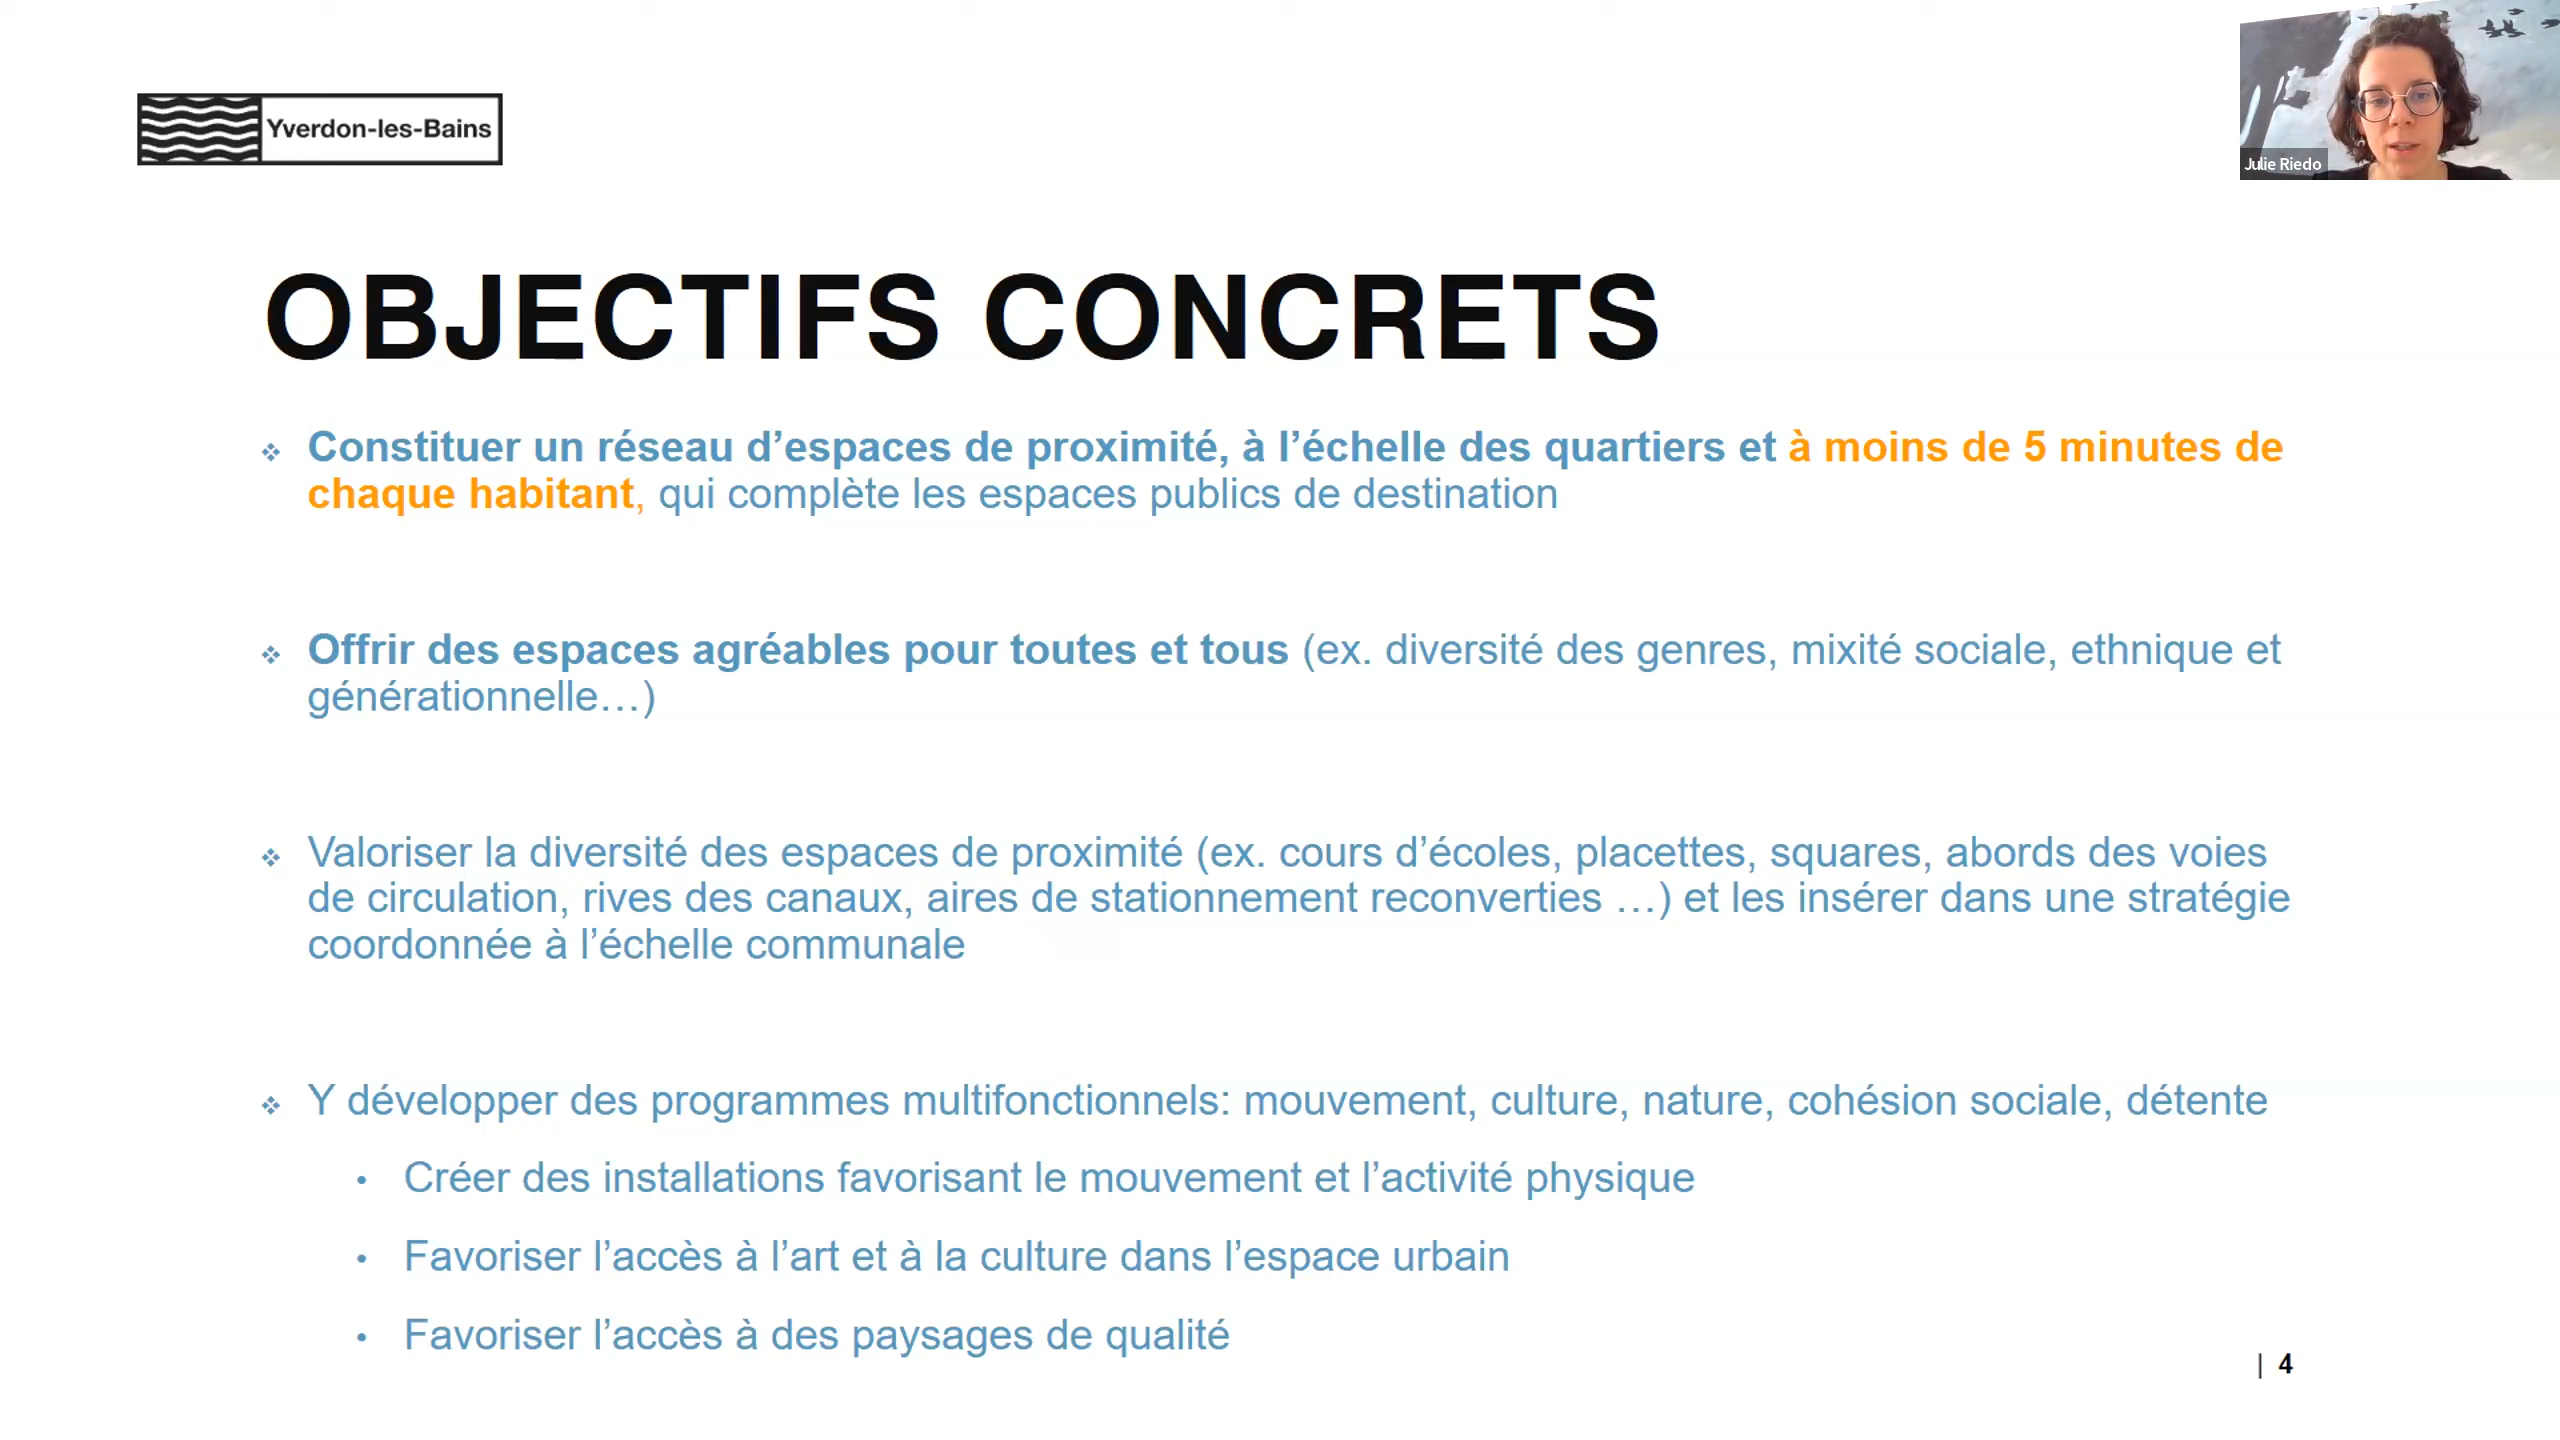 Yverdon-les-Bains
Julie Riedo
OBJECTIFS CONCRETS
❖ Constituer un réseau d’espaces de proximité, à l’échelle des quartiers et à moins de 5 minutes de
chaque habitant, qui complète les espaces publics de destination
❖ Offrir des espaces agréables pour toutes et tous (ex. diversité des genres, mixité sociale, ethnique et
générationnelle…)
❖ Valoriser la diversité des espaces de proximité (ex. cours d’écoles, placettes, squares, abords des voies
de circulation, rives des canaux, aires de stationnement reconverties …) et les insérer dans une stratégie
coordonnée à l’échelle communale
❖ Y développer des programmes multifonctionnels: mouvement, culture, nature, cohésion sociale, détente
• Créer des installations favorisant le mouvement et l’activité physique
• Favoriser l’accès à l’art et à la culture dans l’espace urbain
• Favoriser l’accès à des paysages de qualité
| 4